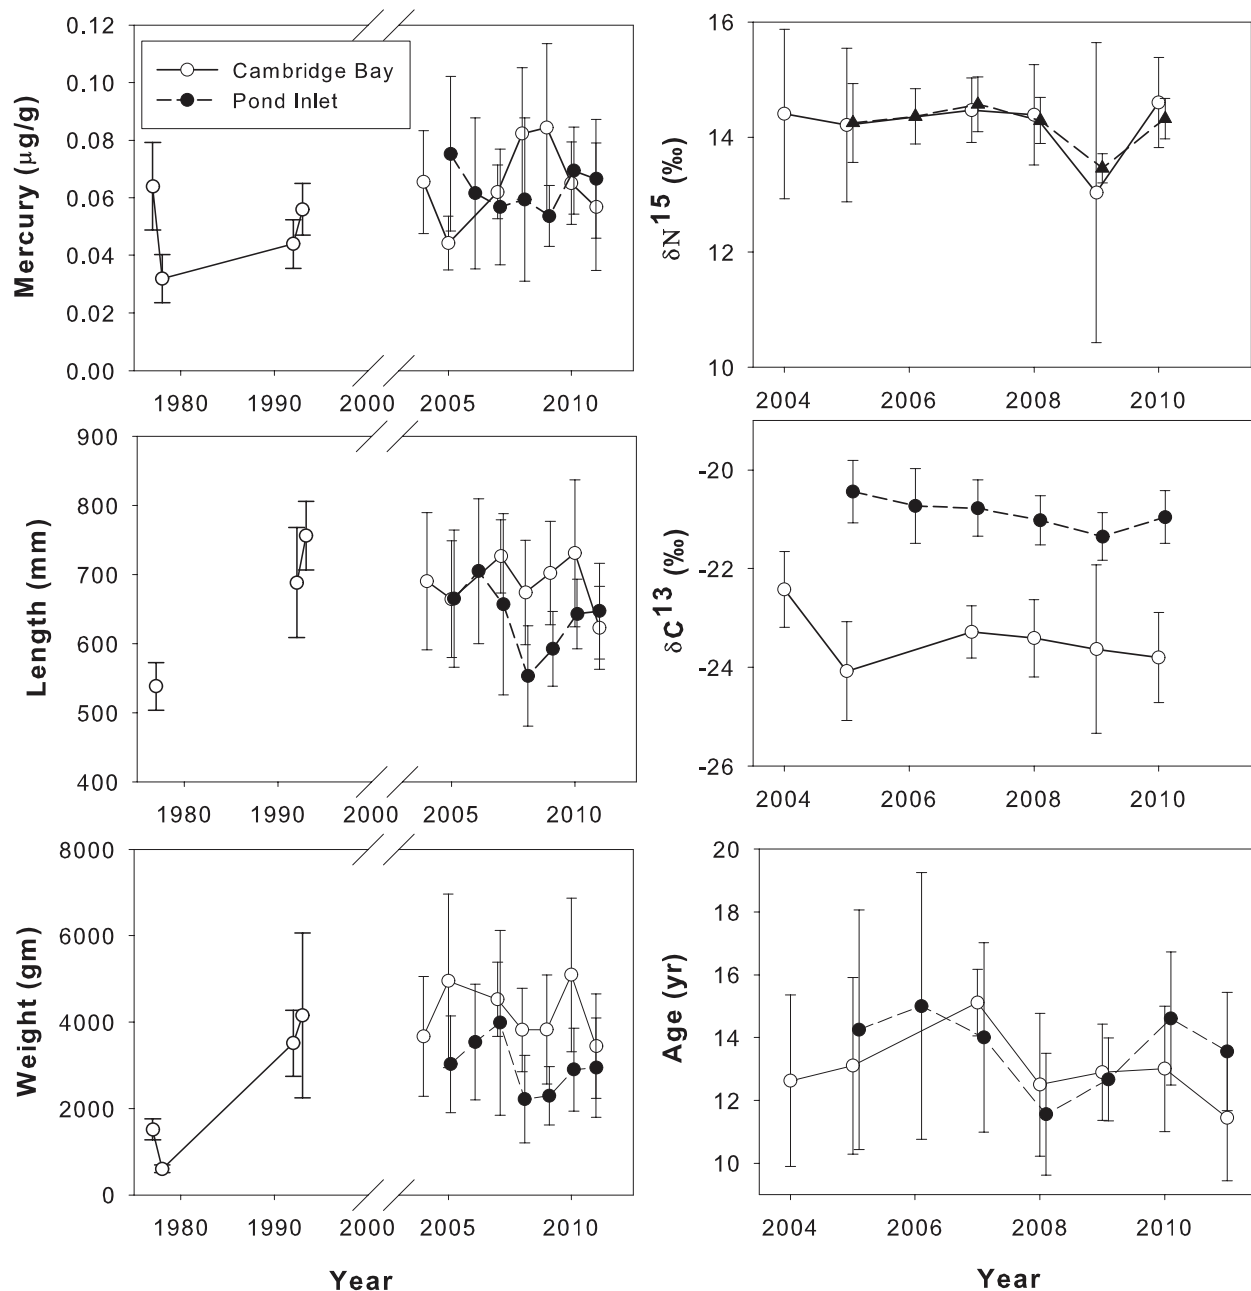 0.12
0.10
0.08
0.06
0.04
0.02
0.00
Mercury (µg/g)
Cambridge Bay
Pond Inlet
1980 1990 2000 2005 2010
16
14
12
10
δN15 (‰)
2004 2006 2008 2010
900
800
700
600
500
400
Length (mm)
1980 1990 2000 2005 2010
-20
-22
-24
-26
δC13 (‰)
2004 2006 2008 2010
8000
6000
4000
2000
0
Weight (gm)
1980 1990 2000 2005 2010
Year
20
18
16
14
12
10
Age (yr)
2004 2006 2008 2010
Year